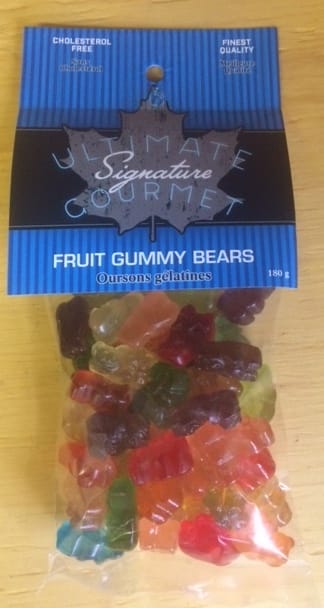 CHOLESTEROL
FREE
Sans
cholestérol
FINEST
QUALITY
Meilleure
Qualité
ULTIMATE
Signature
GOURMET
FRUIT GUMMY BEARS
Oursons gélatines
180 g